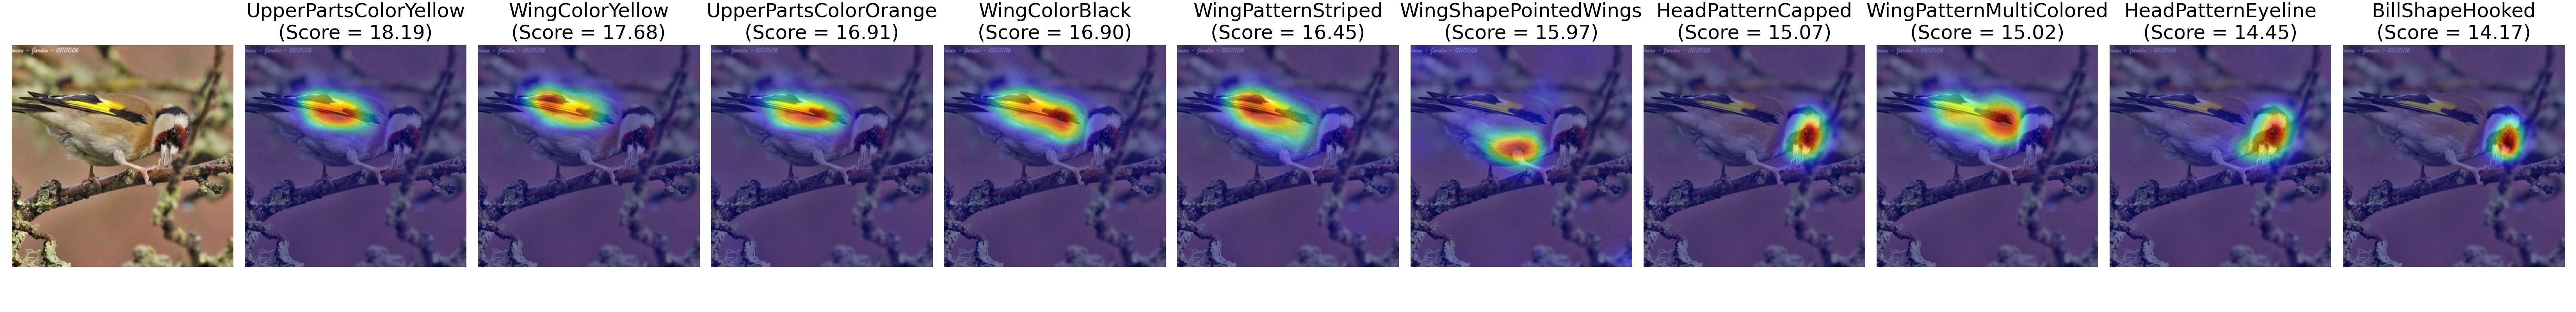 UpperPartsColorYellow
(Score = 18.19)
WingColorYellow
(Score = 17.68)
UpperPartsColorOrange
(Score = 16.91)
WingColorBlack
(Score = 16.90)
WingPatternStriped
(Score = 16.45)
WingShapePointedWings
(Score = 15.97)
HeadPatternCapped
(Score = 15.07)
WingPatternMultiColored
(Score = 15.02)
HeadPatternEyeline
(Score = 14.45)
BillShapeHooked
(Score = 14.17)